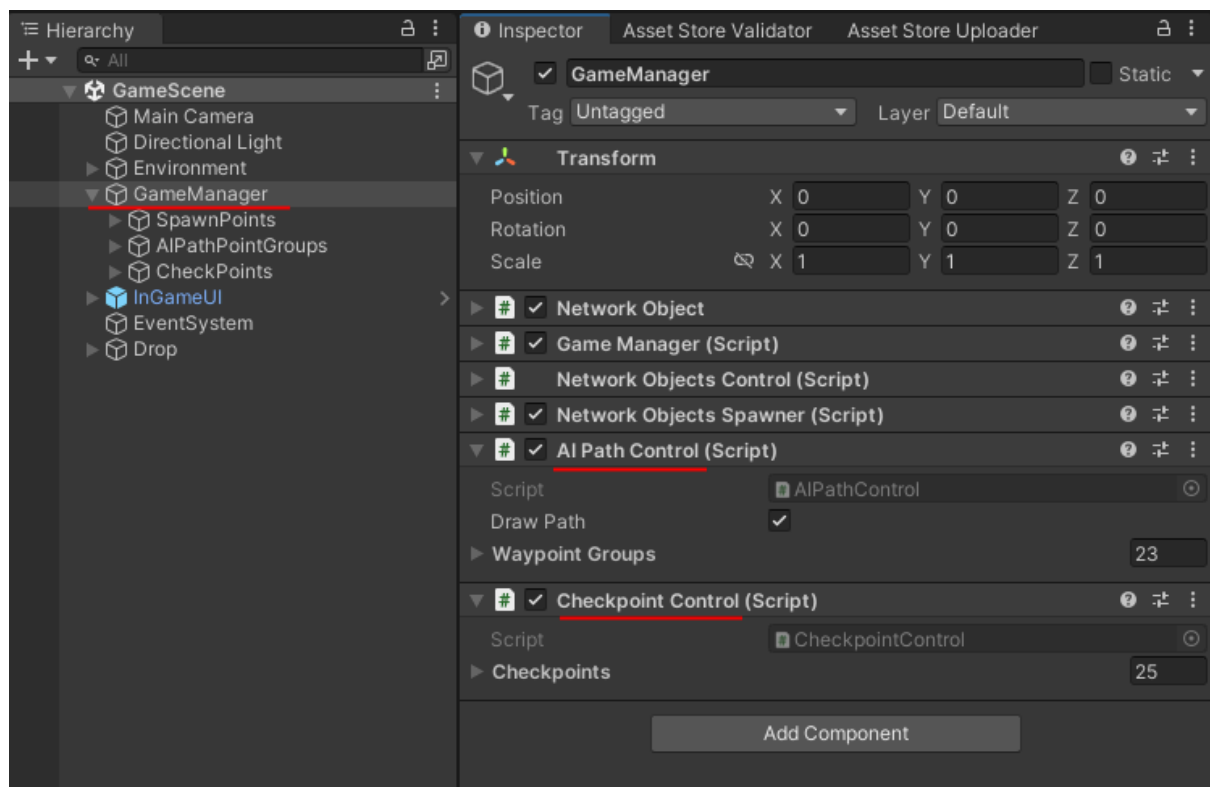 Hierarchy
All
GameScene
Main Camera
Directional Light
Environment
GameManager
SpawnPoints
AIPathPointGroups
CheckPoints
InGameUI
EventSystem
Drop
Inspector Asset Store Validator Asset Store Uploader
GameManager Static
Tag Untagged Layer Default
Transform
Position X 0 Y 0 Z 0
Rotation X 0 Y 0 Z 0
Scale X 1 Y 1 Z 1
# Network Object
# Game Manager (Script)
# Network Objects Control (Script)
# Network Objects Spawner (Script)
# AI Path Control (Script)
Script # AIPathControl
Draw Path
Waypoint Groups 23
# Checkpoint Control (Script)
Script # CheckpointControl
Checkpoints 25
Add Component